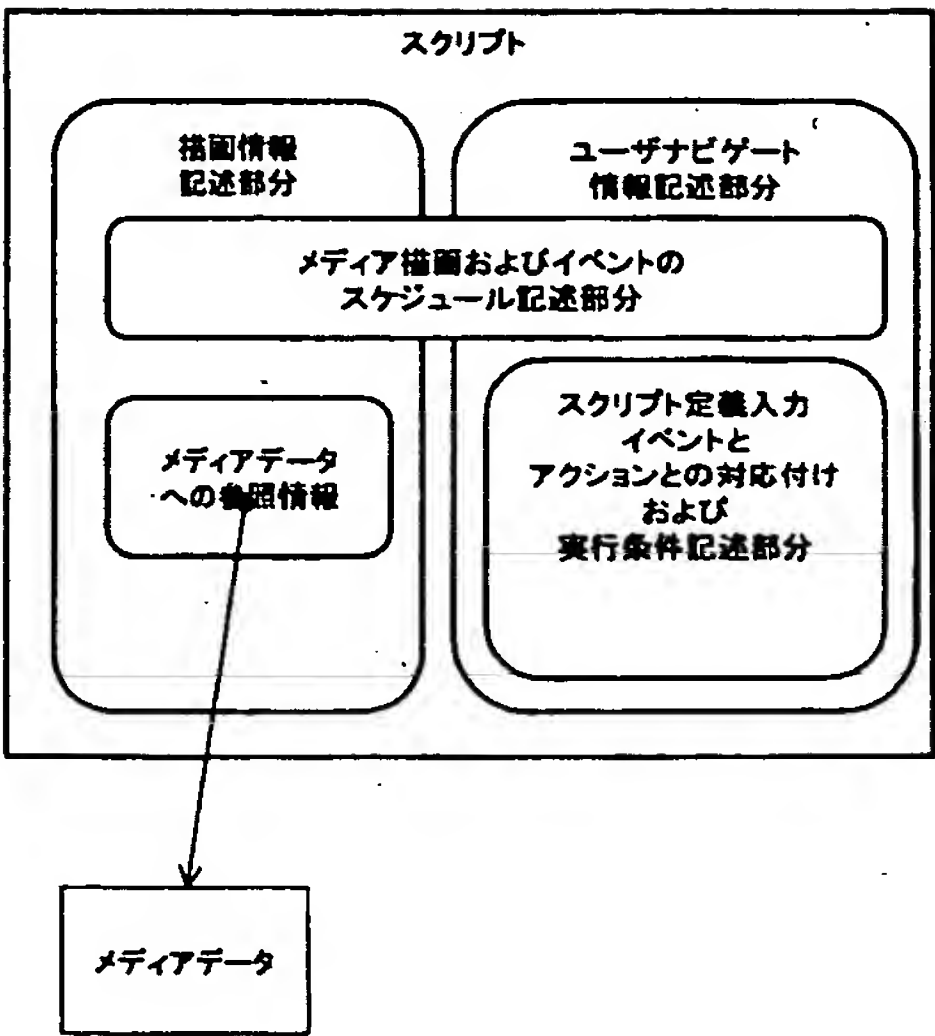 スクリプト
描画情報
記述部分
ユーザナビゲート
情報記述部分
メディア描画およびイベントの
スケジュール記述部分
メディアデータ
への参照情報
スクリプト定義入力
イベントと
アクションとの対応付け
および
実行条件記述部分
メディアデータ